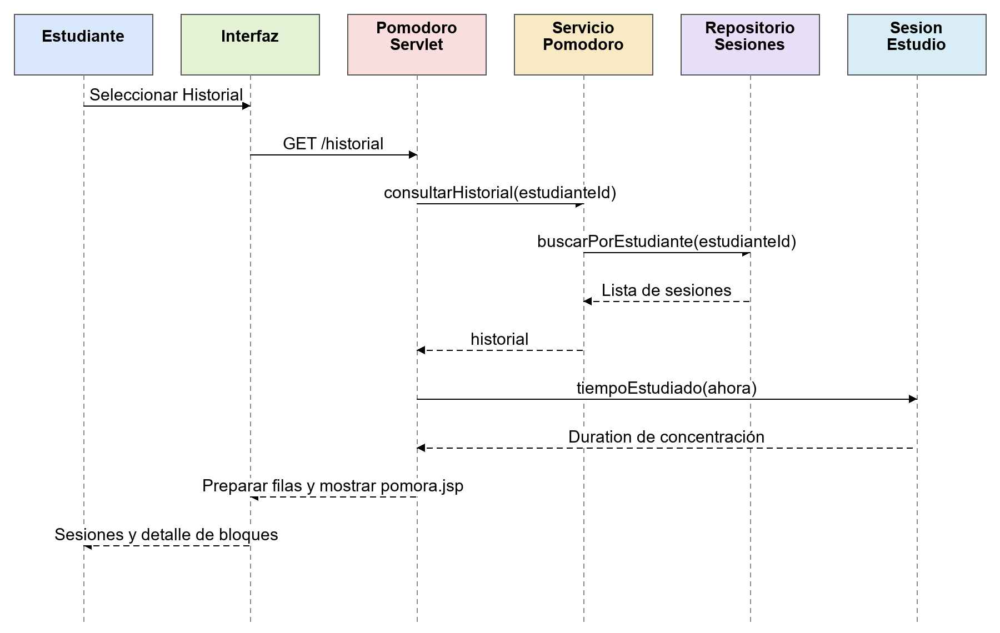 Estudiante
Interfaz
Pomodoro
Servlet
Servicio
Pomodoro
Repositorio
Sesiones
Sesion
Estudio
Seleccionar Historial
GET /historial
consultarHistorial(estudianteId)
buscarPorEstudiante(estudianteId)
Lista de sesiones
historial
tiempoEstudiado(ahora)
Duration de concentración
Preparar filas y mostrar pomora.jsp
Sesiones y detalle de bloques